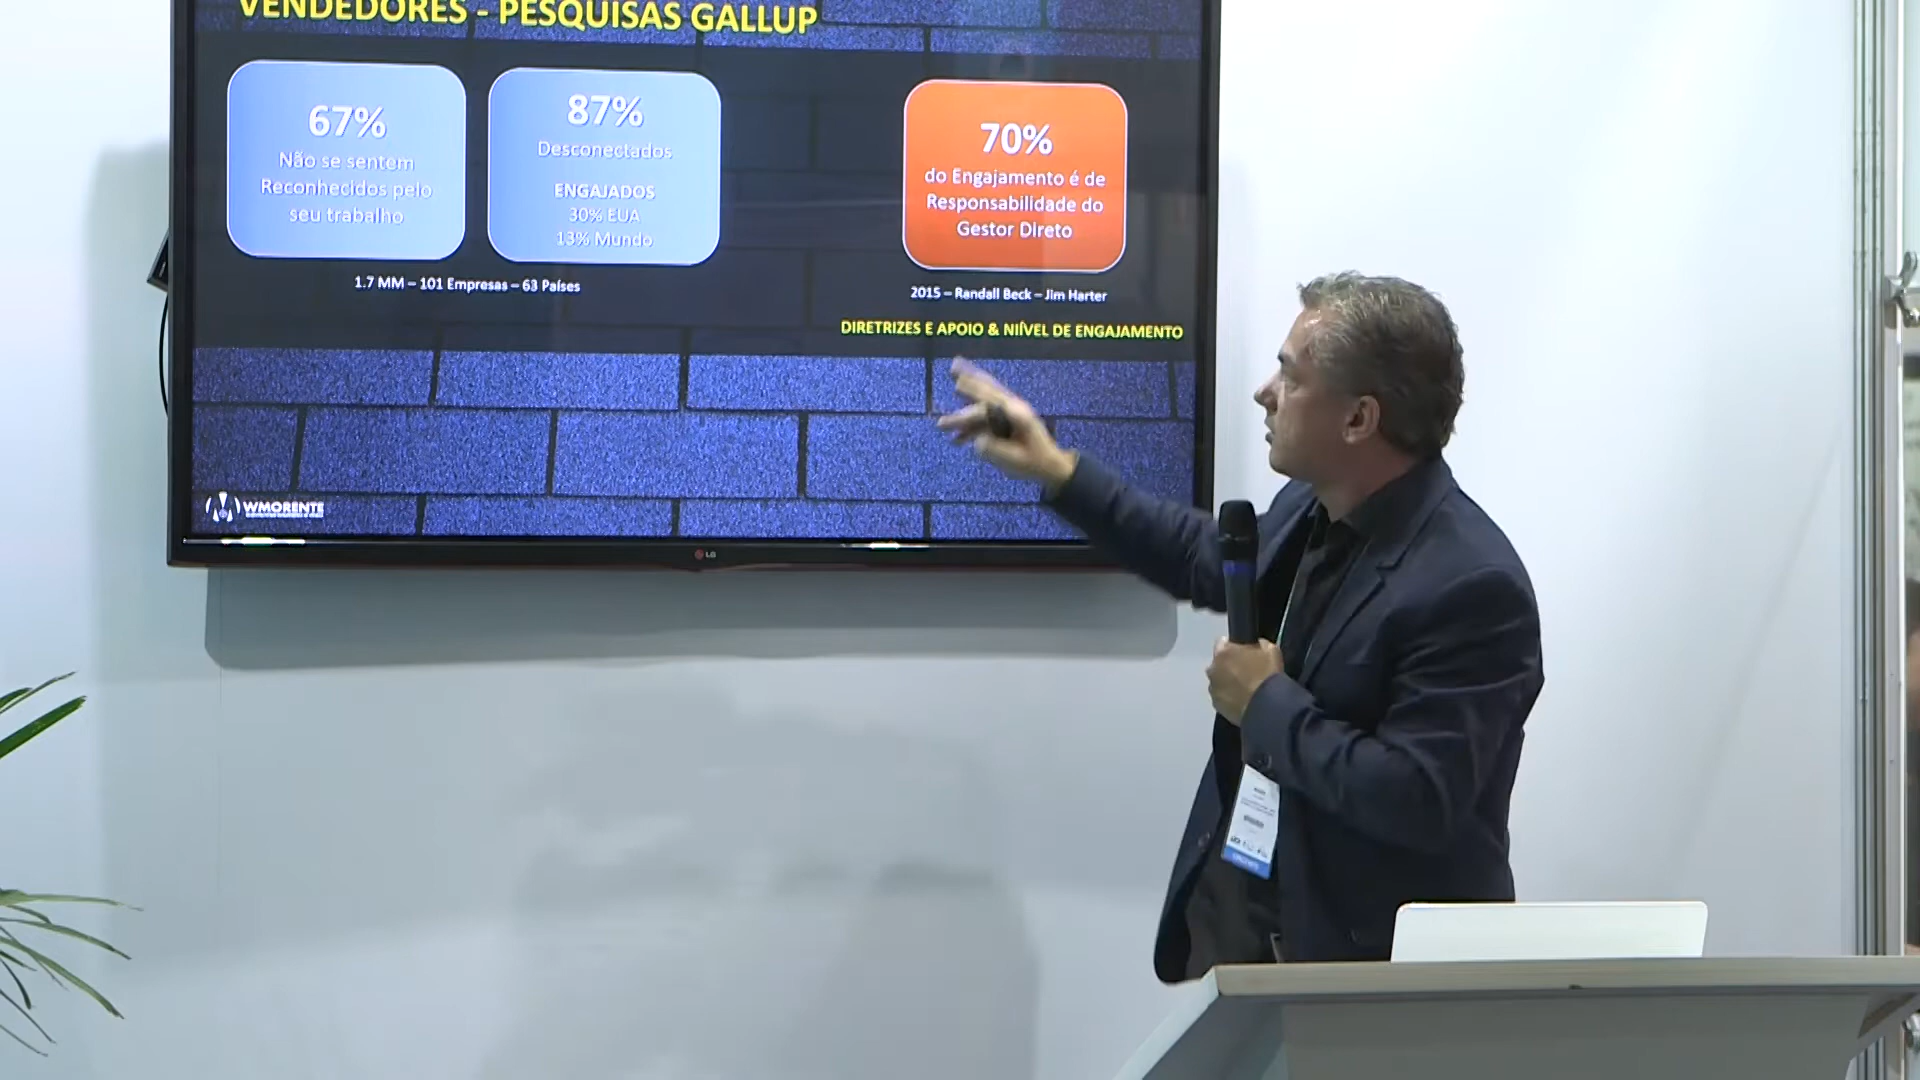 VENDEDORES - PESQUISAS GALLUP
67%
Não se sentem
Reconhecidos pelo
seu trabalho
87%
Desconectados
ENGAJADOS
30% EUA
13% Mundo
1.7 MM – 101 Empresas – 63 Países
70%
do Engajamento é de
Responsabilidade do
Gestor Direto
2015 – Randall Beck – Jim Harter
DIRETRIZES E APOIO & NIÍVEL DE ENGAJAMENTO
WMORENTE
LG